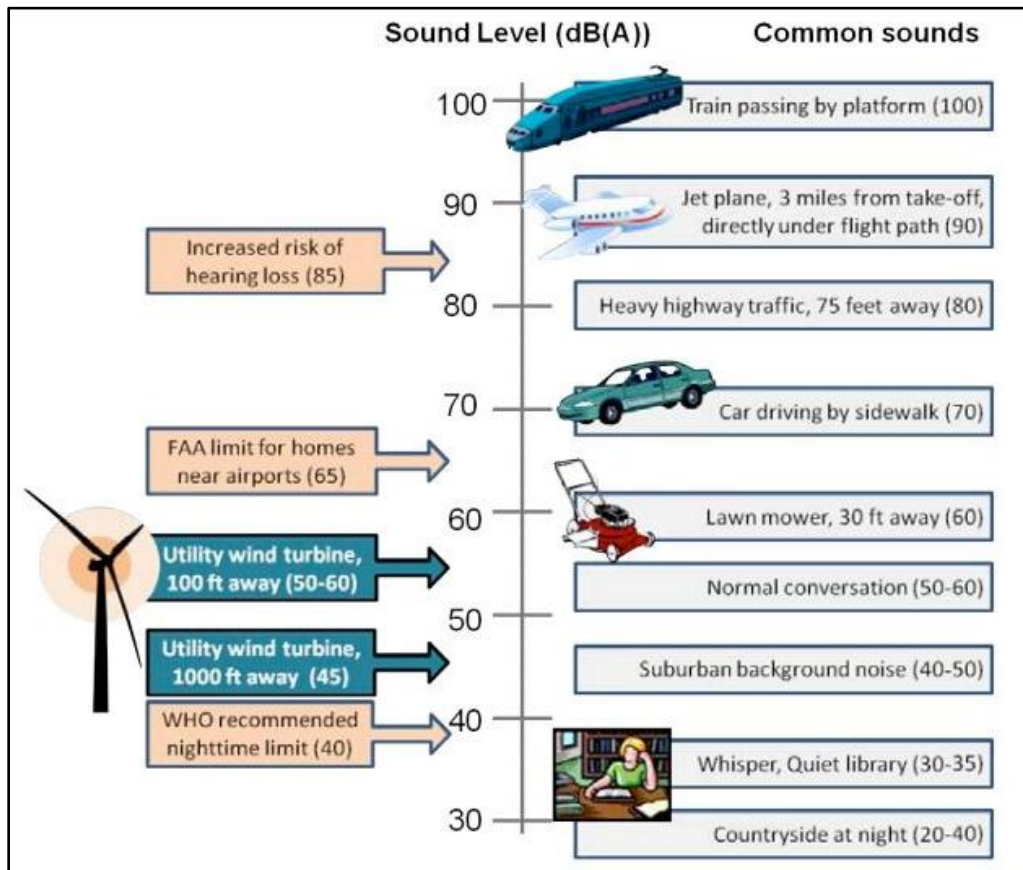 Sound Level (dB(A))
Common sounds
100
Train passing by platform (100)
90
Jet plane, 3 miles from take-off,
directly under flight path (90)
Increased risk of
hearing loss (85)
80
Heavy highway traffic, 75 feet away (80)
70
Car driving by sidewalk (70)
FAA limit for homes
near airports (65)
60
Lawn mower, 30 ft away (60)
Utility wind turbine,
100 ft away (50-60)
Normal conversation (50-60)
50
Utility wind turbine,
1000 ft away (45)
Suburban background noise (40-50)
40
WHO recommended
nighttime limit (40)
Whisper, Quiet library (30-35)
30
Countryside at night (20-40)